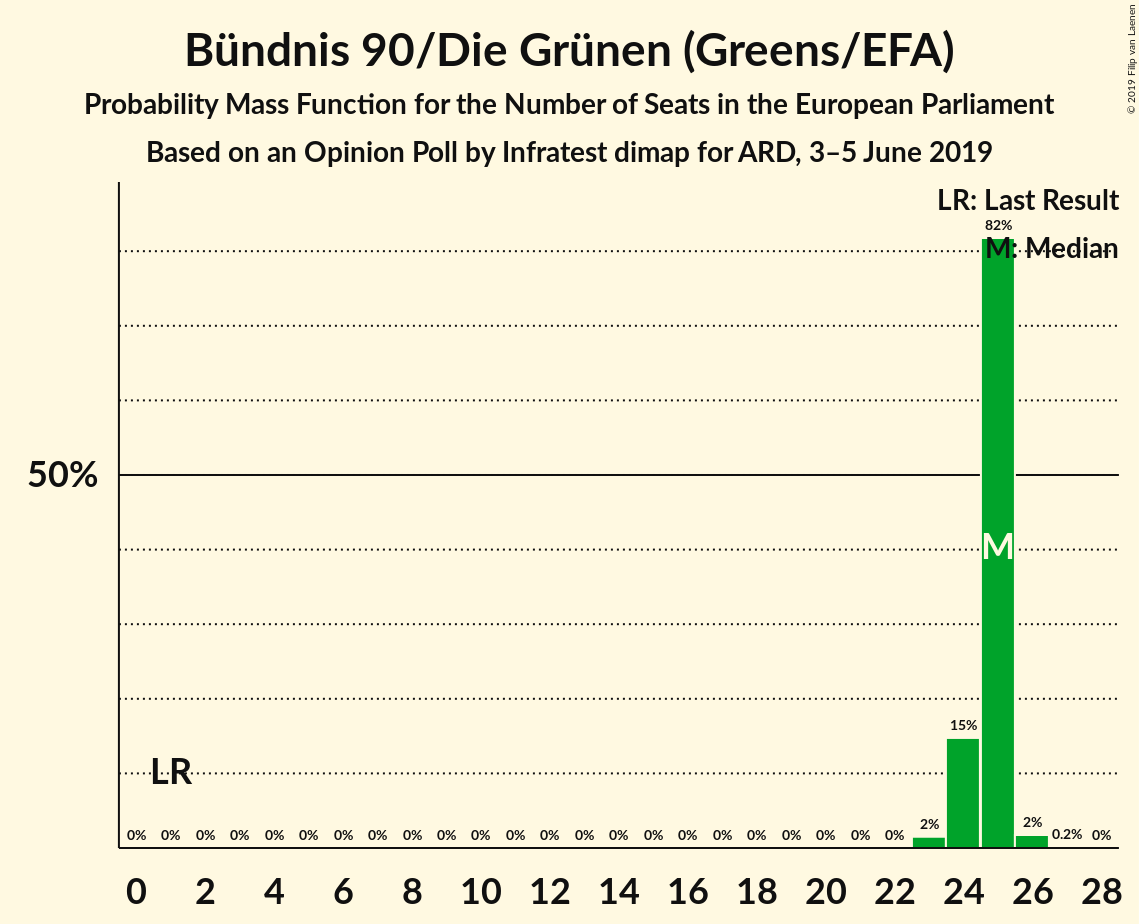 © 2019 Filip van Laenen
Bündnis 90/Die Grünen (Greens/EFA)
Probability Mass Function for the Number of Seats in the European Parliament
Based on an Opinion Poll by Infratest dimap for ARD, 3–5 June 2019
LR: Last Result
82%
M: Median
50%
M
15%
LR
0% 0% 0% 0% 0% 0% 0% 0% 0% 0% 0% 0% 0% 0% 0% 0% 0% 0% 0% 0% 0% 0% 0% 2% 2% 0.2% 0%
0 2 4 6 8 10 12 14 16 18 20 22 24 26 28